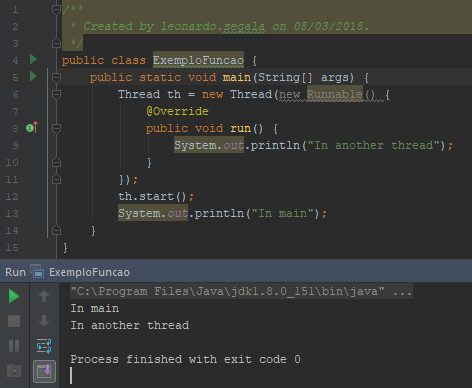 1 /**
2 * Created by leonardo.segala on 08/03/2018.
3 */
4 public class ExemploFuncao {
5 public static void main(String[] args) {
6 Thread th = new Thread(new Runnable() {
7 @Override
8 public void run() {
9 System.out.println("In another thread");
10 }
11 });
12 th.start();
13 System.out.println("In main");
14 }
15 }
Run ExemploFuncao
"C:\Program Files\Java\jdk1.8.0_151\bin\java" ...
In main
In another thread
Process finished with exit code 0